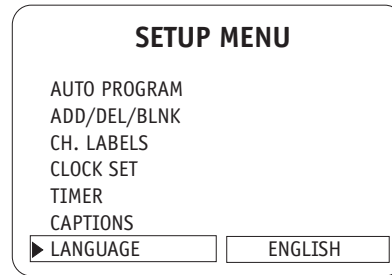 SETUP MENU
AUTO PROGRAM
ADD/DEL/BLNK
CH. LABELS
CLOCK SET
TIMER
CAPTIONS
LANGUAGE ENGLISH